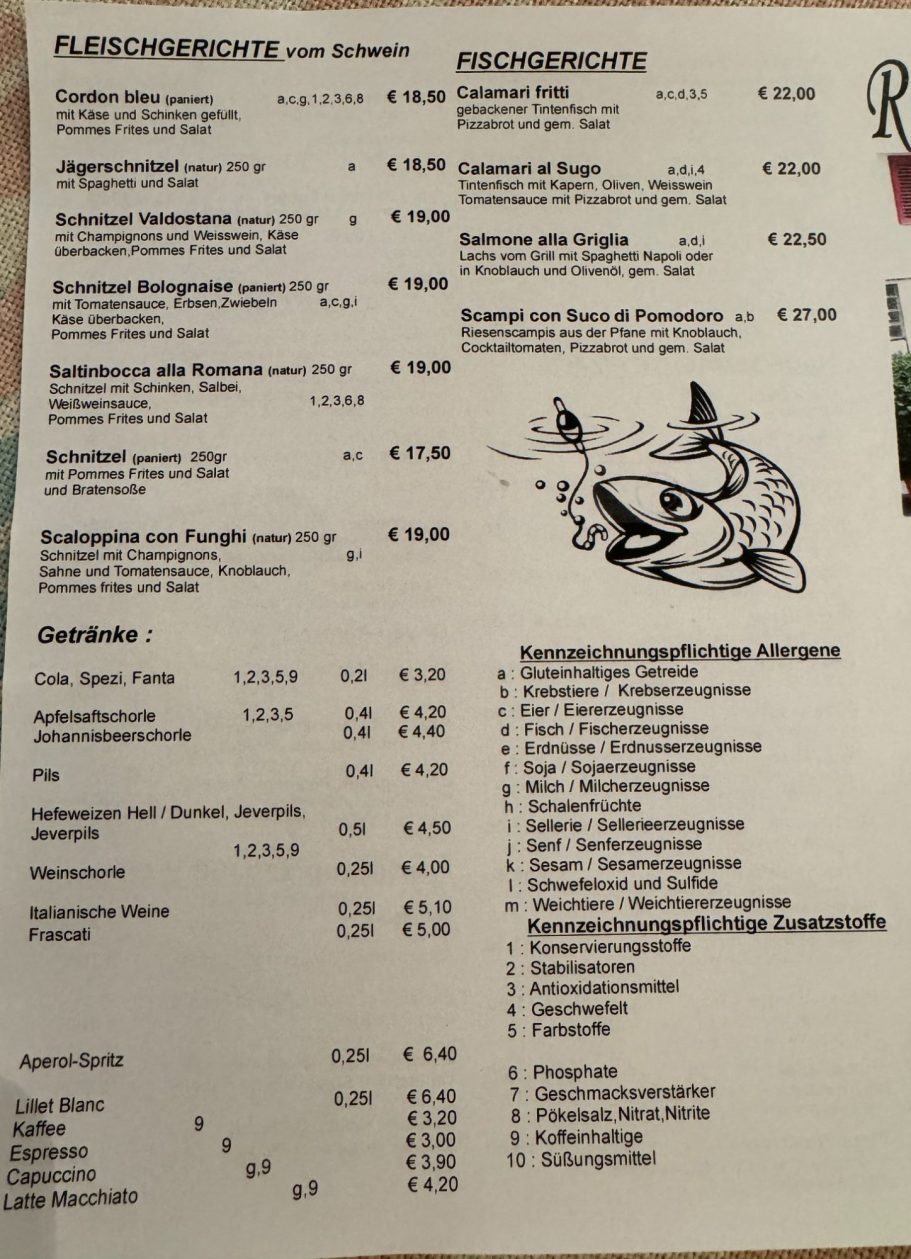 FLEISCHGERICHTE vom Schwein
Cordon bleu (paniert) a,c,g,1,2,3,6,8 € 18,50
mit Käse und Schinken gefüllt,
Pommes Frites und Salat
Jägerschnitzel (natur) 250 gr a € 18,50
mit Spaghetti und Salat
Schnitzel Valdostana (natur) 250 gr g € 19,00
mit Champignons und Weisswein, Käse
überbacken,Pommes Frites und Salat
Schnitzel Bolognaise (paniert) 250 gr € 19,00
mit Tomatensauce, Erbsen,Zwiebeln a,c,g,i
Käse überbacken,
Pommes Frites und Salat
Saltinbocca alla Romana (natur) 250 gr € 19,00
Schnitzel mit Schinken, Salbei,
Weißweinsauce, 1,2,3,6,8
Pommes Frites und Salat
Schnitzel (paniert) 250gr a,c € 17,50
mit Pommes Frites und Salat
und Bratensoße
Scaloppina con Funghi (natur) 250 gr € 19,00
Schnitzel mit Champignons, g,i
Sahne und Tomatensauce, Knoblauch,
Pommes frites und Salat
Getränke :
Cola, Spezi, Fanta 1,2,3,5,9 0,2l € 3,20
Apfelsaftschorle 1,2,3,5 0,4l € 4,20
Johannisbeerschorle 0,4l € 4,40
Pils 0,4l € 4,20
Hefeweizen Hell / Dunkel, Jeverpils,
Jeverpils 0,5l € 4,50
1,2,3,5,9
Weinschorle 0,25l € 4,00
Italianische Weine 0,25l € 5,10
Frascati 0,25l € 5,00
Aperol-Spritz 0,25l € 6,40
Lillet Blanc 0,25l € 6,40
Kaffee 9 € 3,20
Espresso 9 € 3,00
Capuccino g,9 € 3,90
Latte Macchiato g,9 € 4,20
FISCHGERICHTE
Calamari fritti a,c,d,3,5 € 22,00
gebackener Tintenfisch mit
Pizzabrot und gem. Salat
Calamari al Sugo a,d,i,4 € 22,00
Tintenfisch mit Kapern, Oliven, Weisswein
Tomatensauce mit Pizzabrot und gem. Salat
Salmone alla Griglia a,d,i € 22,50
Lachs vom Grill mit Spaghetti Napoli oder
in Knoblauch und Olivenöl, gem. Salat
Scampi con Suco di Pomodoro a,b € 27,00
Riesenscampis aus der Pfane mit Knoblauch,
Cocktailtomaten, Pizzabrot und gem. Salat
Kennzeichnungspflichtige Allergene
a : Gluteinhaltiges Getreide
b : Krebstiere / Krebserzeugnisse
c : Eier / Eiererzeugnisse
d : Fisch / Fischerzeugnisse
e : Erdnüsse / Erdnusserzeugnisse
f : Soja / Sojaerzeugnisse
g : Milch / Milcherzeugnisse
h : Schalenfrüchte
i : Sellerie / Sellerieerzeugnisse
j : Senf / Senferzeugnisse
k : Sesam / Sesamerzeugnisse
l : Schwefeloxid und Sulfide
m : Weichtiere / Weichtiererzeugnisse
Kennzeichnungspflichtige Zusatzstoffe
1 : Konservierungsstoffe
2 : Stabilisatoren
3 : Antioxidationsmittel
4 : Geschwefelt
5 : Farbstoffe
6 : Phosphate
7 : Geschmacksverstärker
8 : Pökelsalz,Nitrat,Nitrite
9 : Koffeinhaltige
10 : Süßungsmittel
R